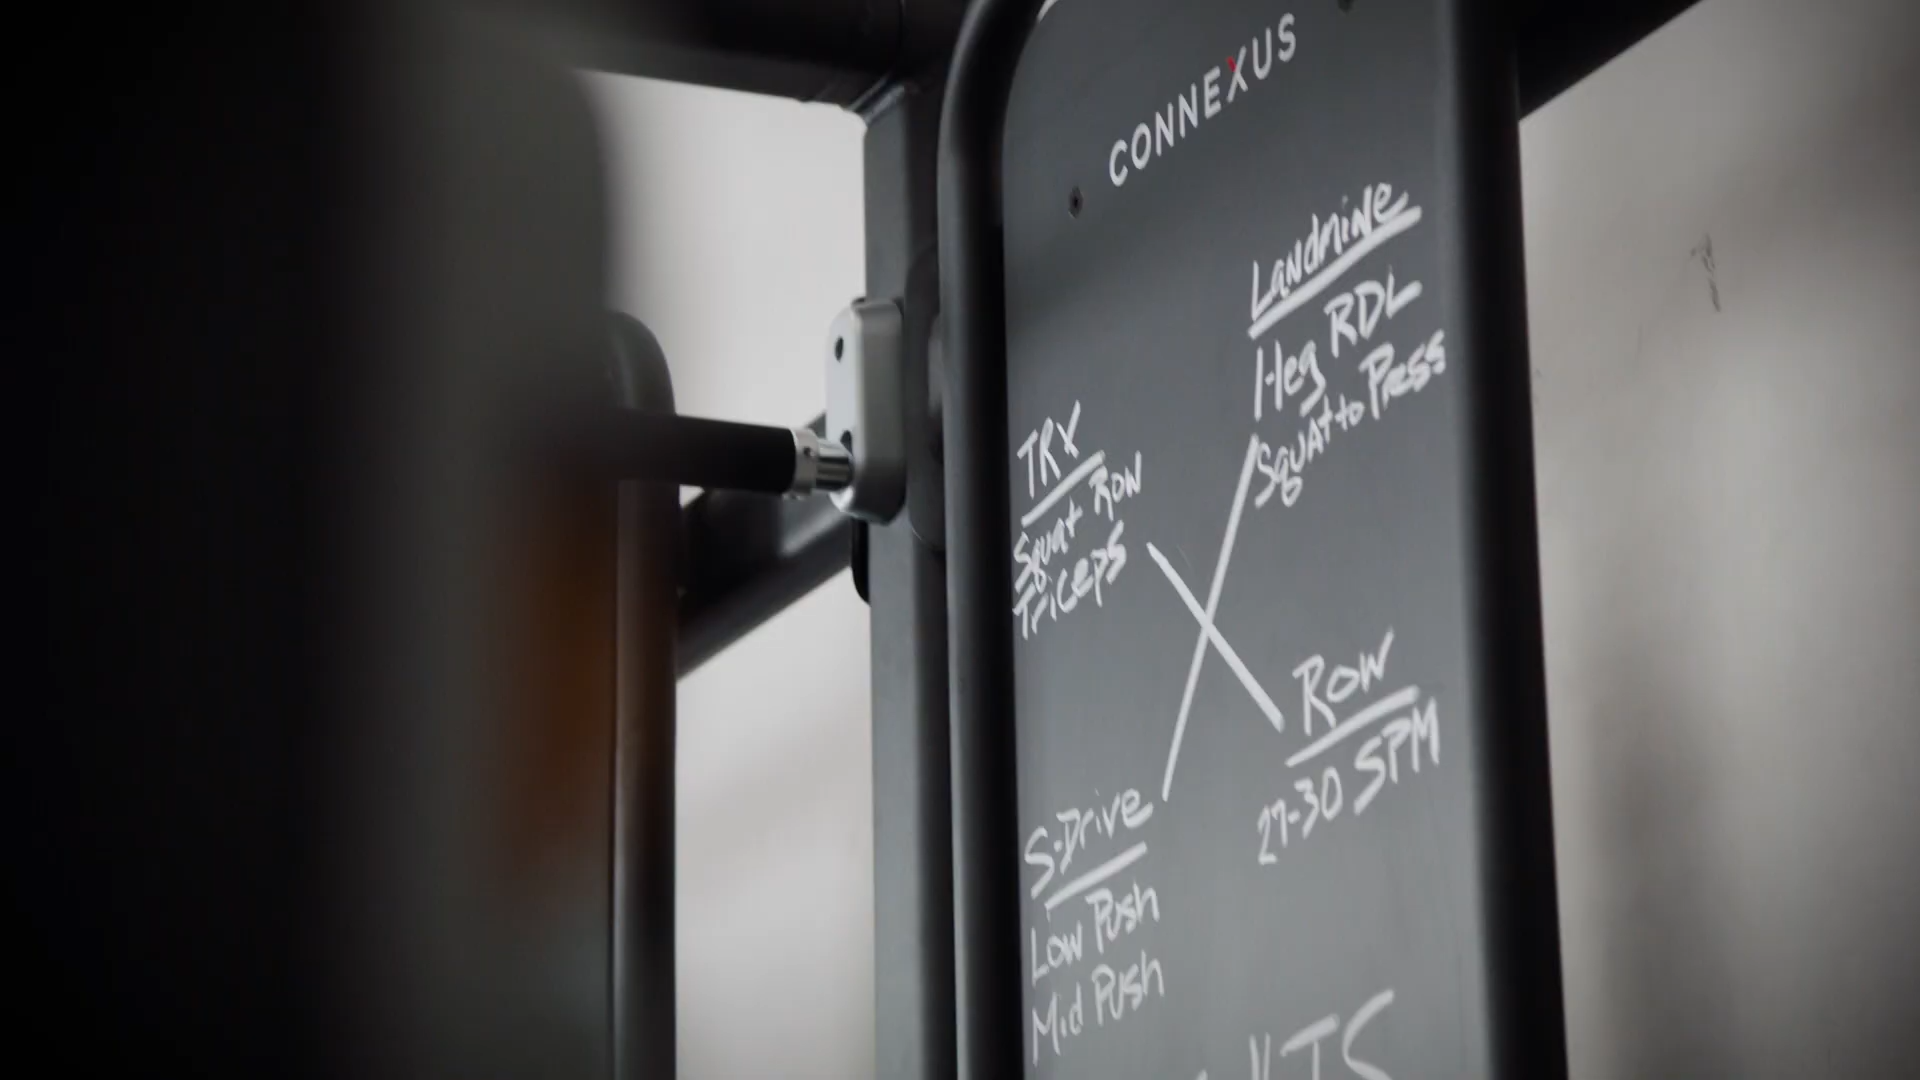 CONNEXUS
Landmine
1-leg RDL
Squat to Press
TRX
Squat Row
Triceps
Row
27-30 SPM
S-Drive
Low Push
Mid Push